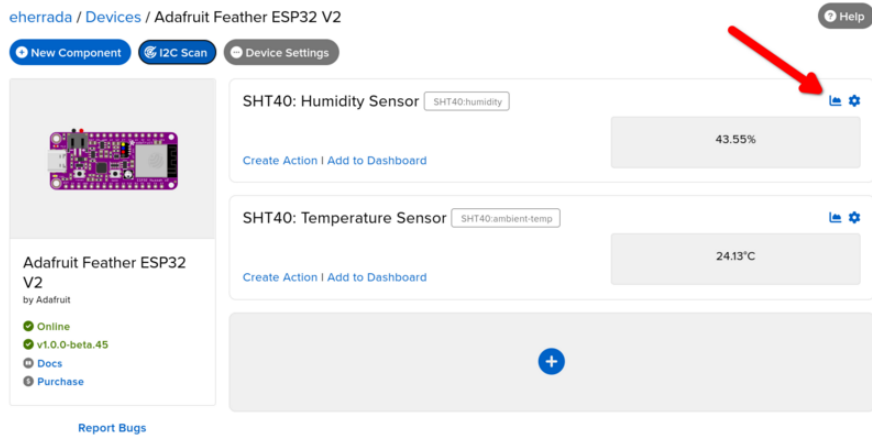 eherrada / Devices / Adafruit Feather ESP32 V2
Help
New Component
I2C Scan
Device Settings
SHT40: Humidity Sensor SHT40:humidity
43.55%
Create Action | Add to Dashboard
SHT40: Temperature Sensor SHT40:ambient-temp
24.13°C
Create Action | Add to Dashboard
Adafruit Feather ESP32
V2
by Adafruit
Online
v1.0.0-beta.45
Docs
Purchase
Report Bugs